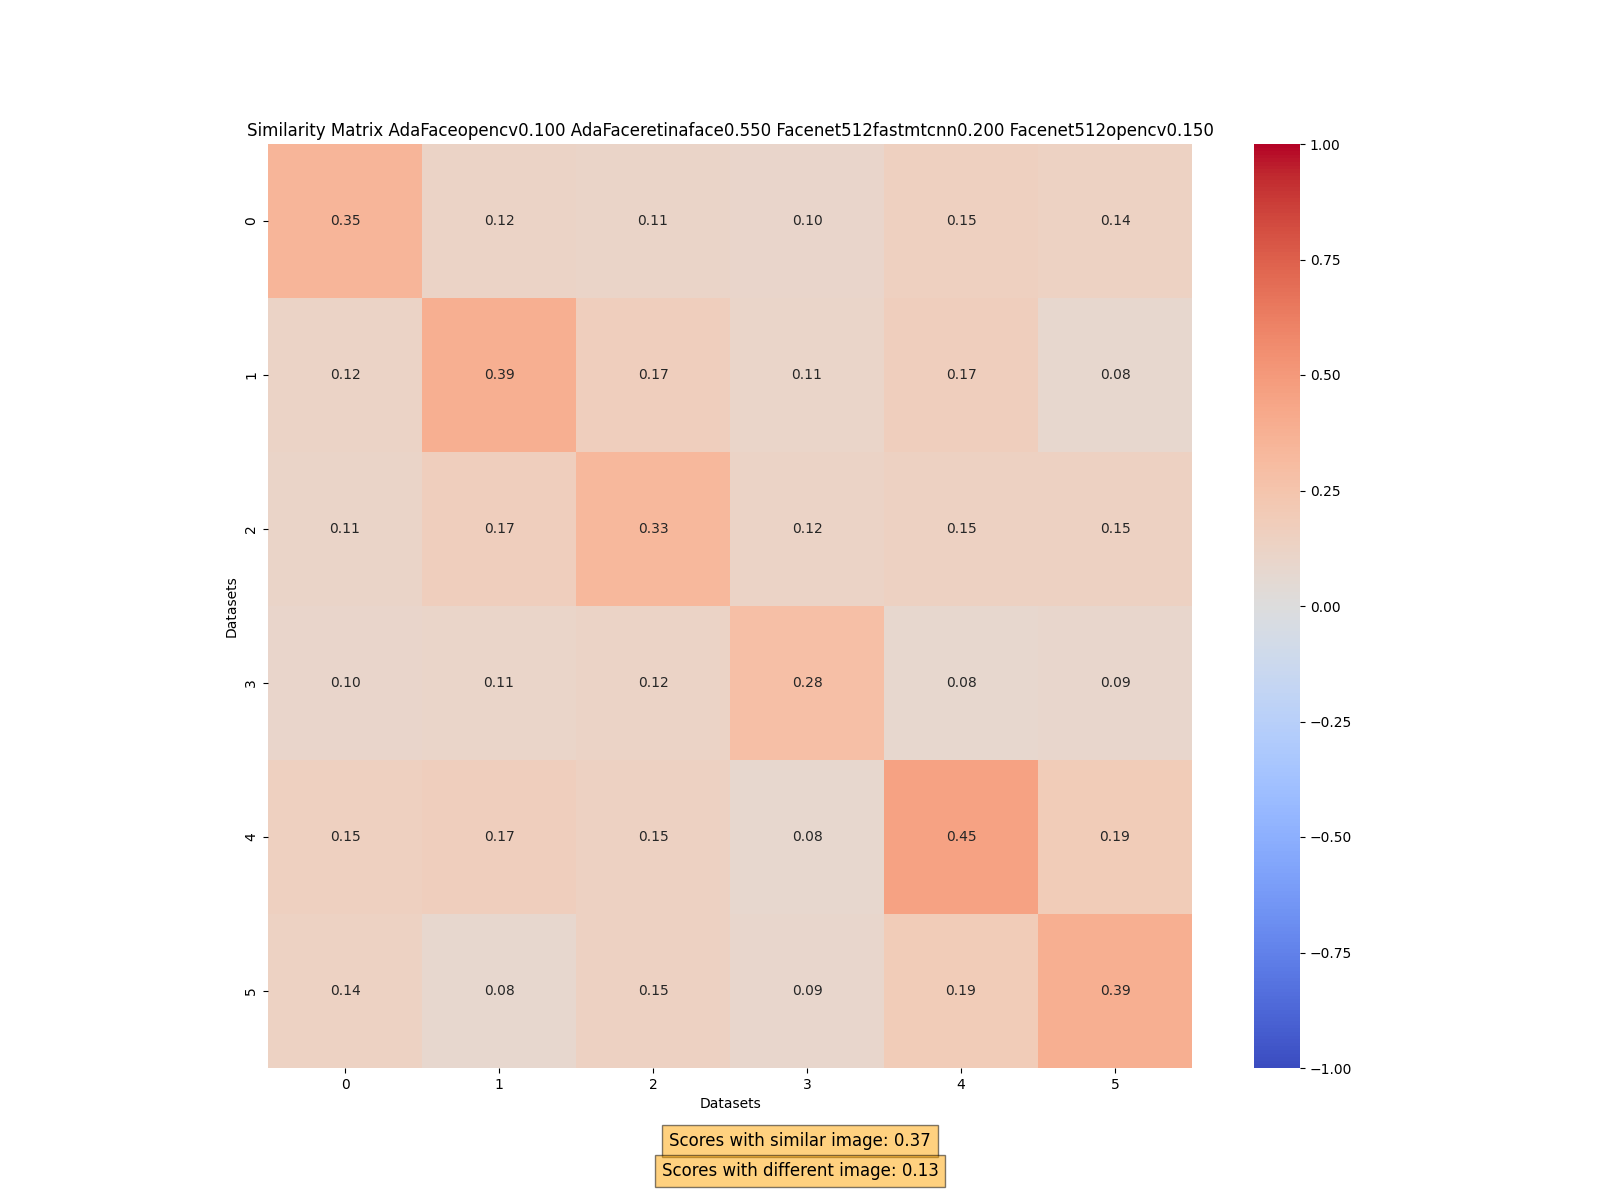 Similarity Matrix AdaFaceopencv0.100 AdaFaceretinaface0.550 Facenet512fastmtcnn0.200 Facenet512opencv0.150
0 0.35 0.12 0.11 0.10 0.15 0.14
1 0.12 0.39 0.17 0.11 0.17 0.08
2 0.11 0.17 0.33 0.12 0.15 0.15
Datasets
3 0.10 0.11 0.12 0.28 0.08 0.09
4 0.15 0.17 0.15 0.08 0.45 0.19
5 0.14 0.08 0.15 0.09 0.19 0.39
0 1 2 3 4 5
Datasets
1.00
0.75
0.50
0.25
0.00
−0.25
−0.50
−0.75
−1.00
Scores with similar image: 0.37
Scores with different image: 0.13